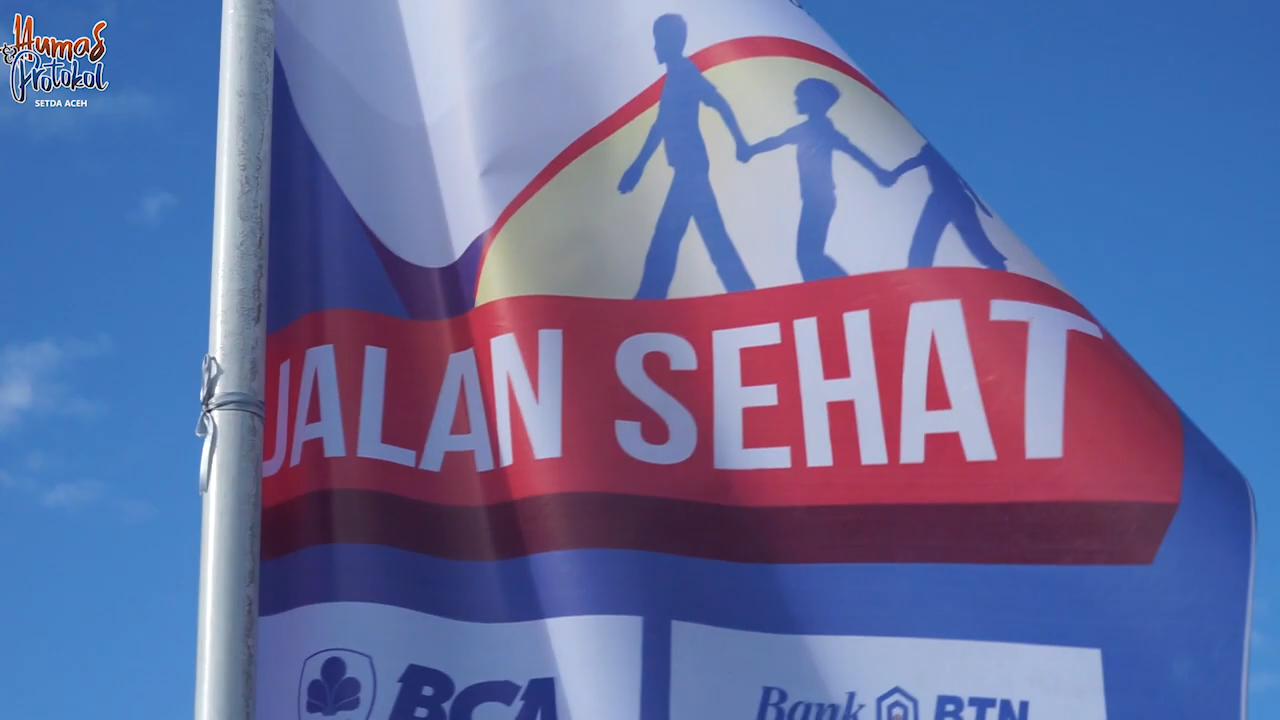 Humas
& Protokol
SETDA ACEH
JALAN SEHAT
BCA
Bank BTN